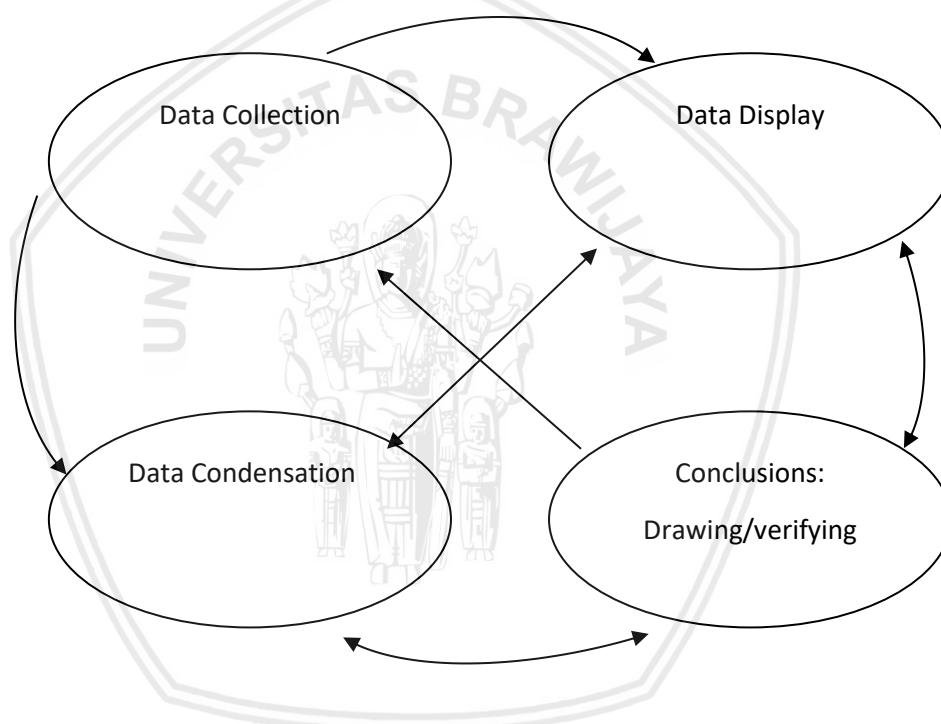 UNIVERSITAS BRAWIJAYA
Data Collection
Data Display
Data Condensation
Conclusions:
Drawing/verifying